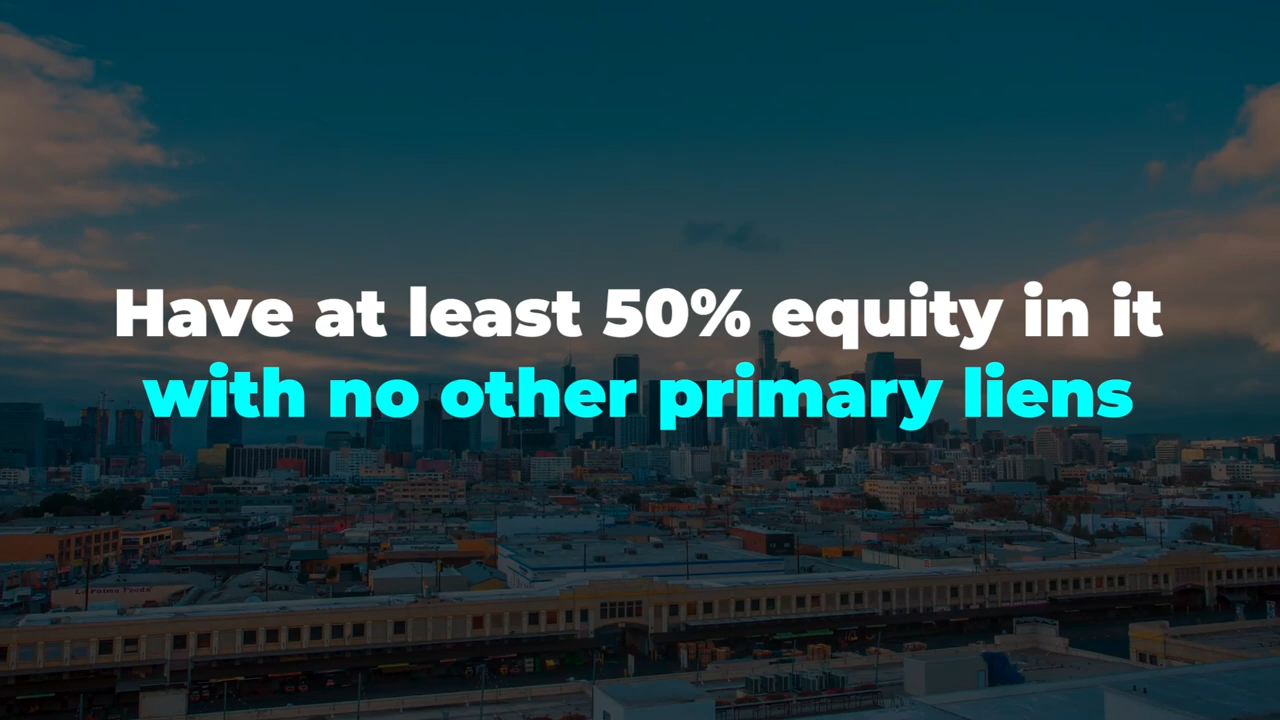 Have at least 50% equity in it
with no other primary liens